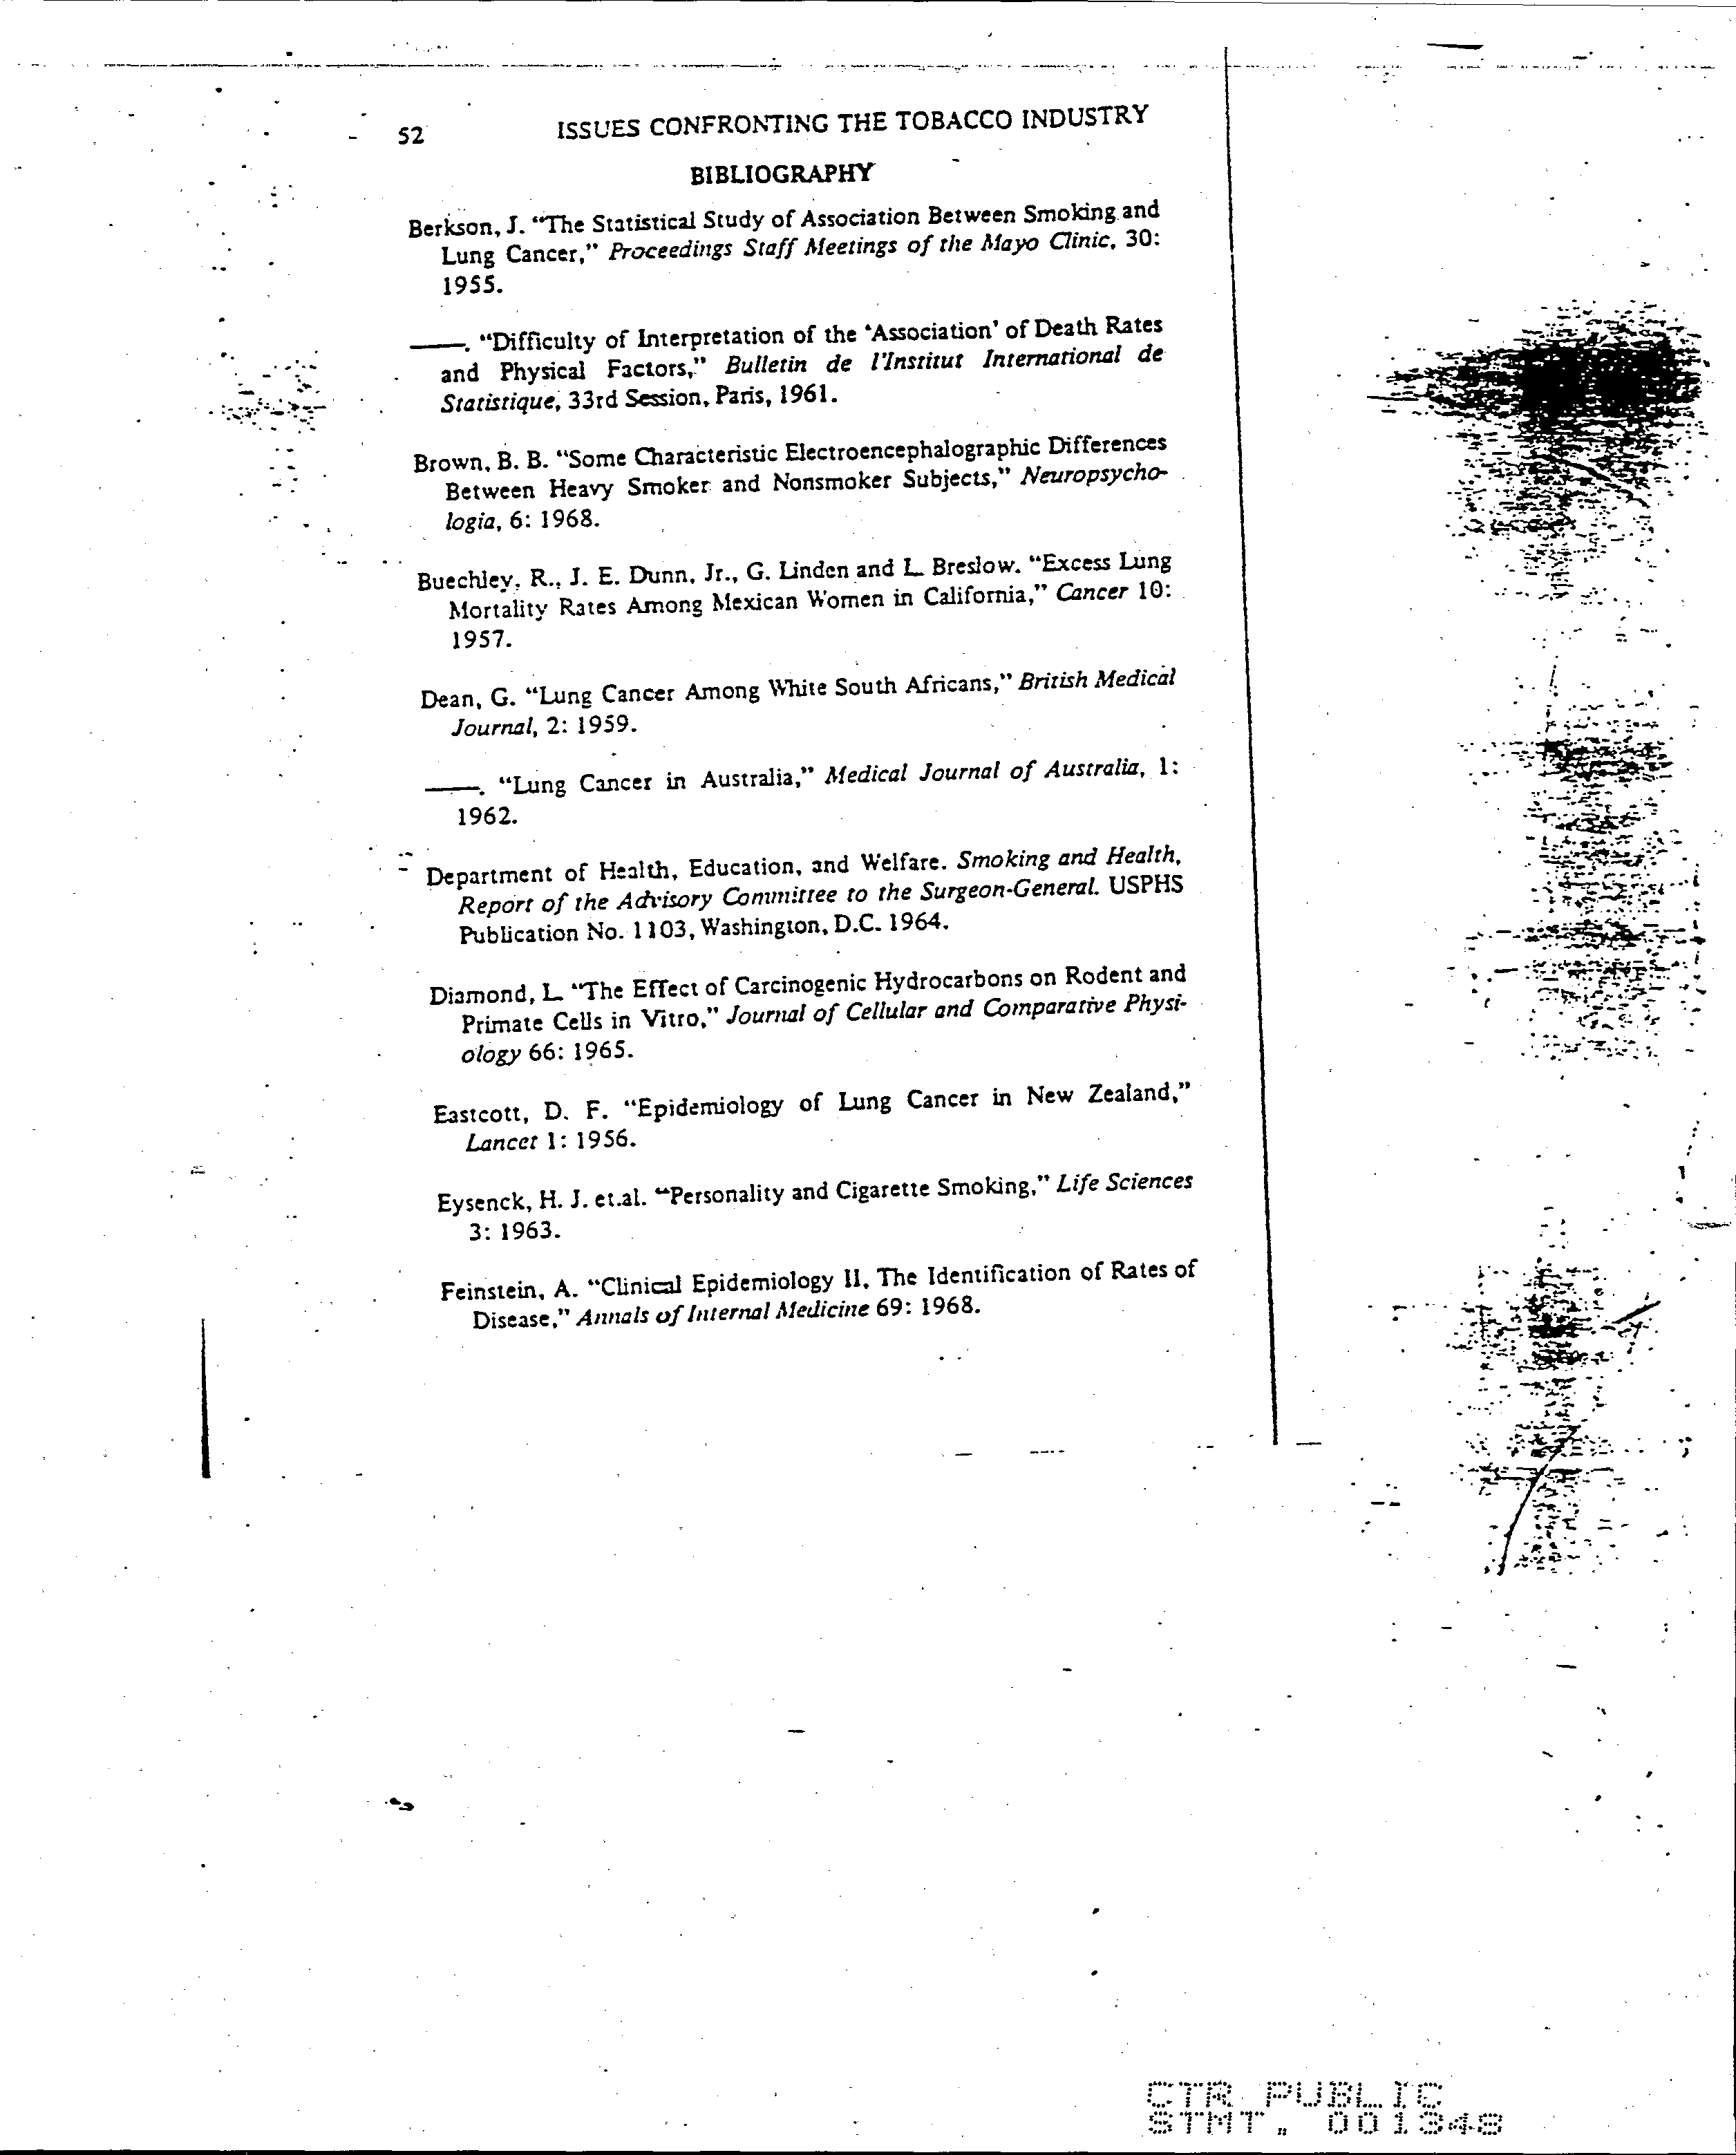 52 ISSUES CONFRONTING THE TOBACCO INDUSTRY
BIBLIOGRAPHY
Berkson, J. “The Statistical Study of Association Between Smoking and
Lung Cancer,” Proceedings Staff Meetings of the Mayo Clinic, 30:
1955.
——. “Difficulty of Interpretation of the ‘Association’ of Death Rates
and Physical Factors,” Bulletin de l'Institut International de
Statistique, 33rd Session, Paris, 1961.
Brown, B. B. “Some Characteristic Electroencephalographic Differences
Between Heavy Smoker and Nonsmoker Subjects,” Neuropsycho-
logia, 6: 1968.
Buechley, R., J. E. Dunn, Jr., G. Linden and L. Breslow. “Excess Lung
Mortality Rates Among Mexican Women in California,” Cancer 10:
1957.
Dean, G. “Lung Cancer Among White South Africans,” British Medical
Journal, 2: 1959.
——. “Lung Cancer in Australia,” Medical Journal of Australia, 1:
1962.
Department of Health, Education, and Welfare. Smoking and Health,
Report of the Advisory Committee to the Surgeon-General. USPHS
Publication No. 1103, Washington, D.C. 1964.
Diamond, L. “The Effect of Carcinogenic Hydrocarbons on Rodent and
Primate Cells in Vitro,” Journal of Cellular and Comparative Physi-
ology 66: 1965.
Eastcott, D. F. “Epidemiology of Lung Cancer in New Zealand,”
Lancet 1: 1956.
Eysenck, H. J. et.al. “Personality and Cigarette Smoking,” Life Sciences
3: 1963.
Feinstein, A. “Clinical Epidemiology II, The Identification of Rates of
Disease,” Annals of Internal Medicine 69: 1968.
CTR PUBLIC
STMT. 001348